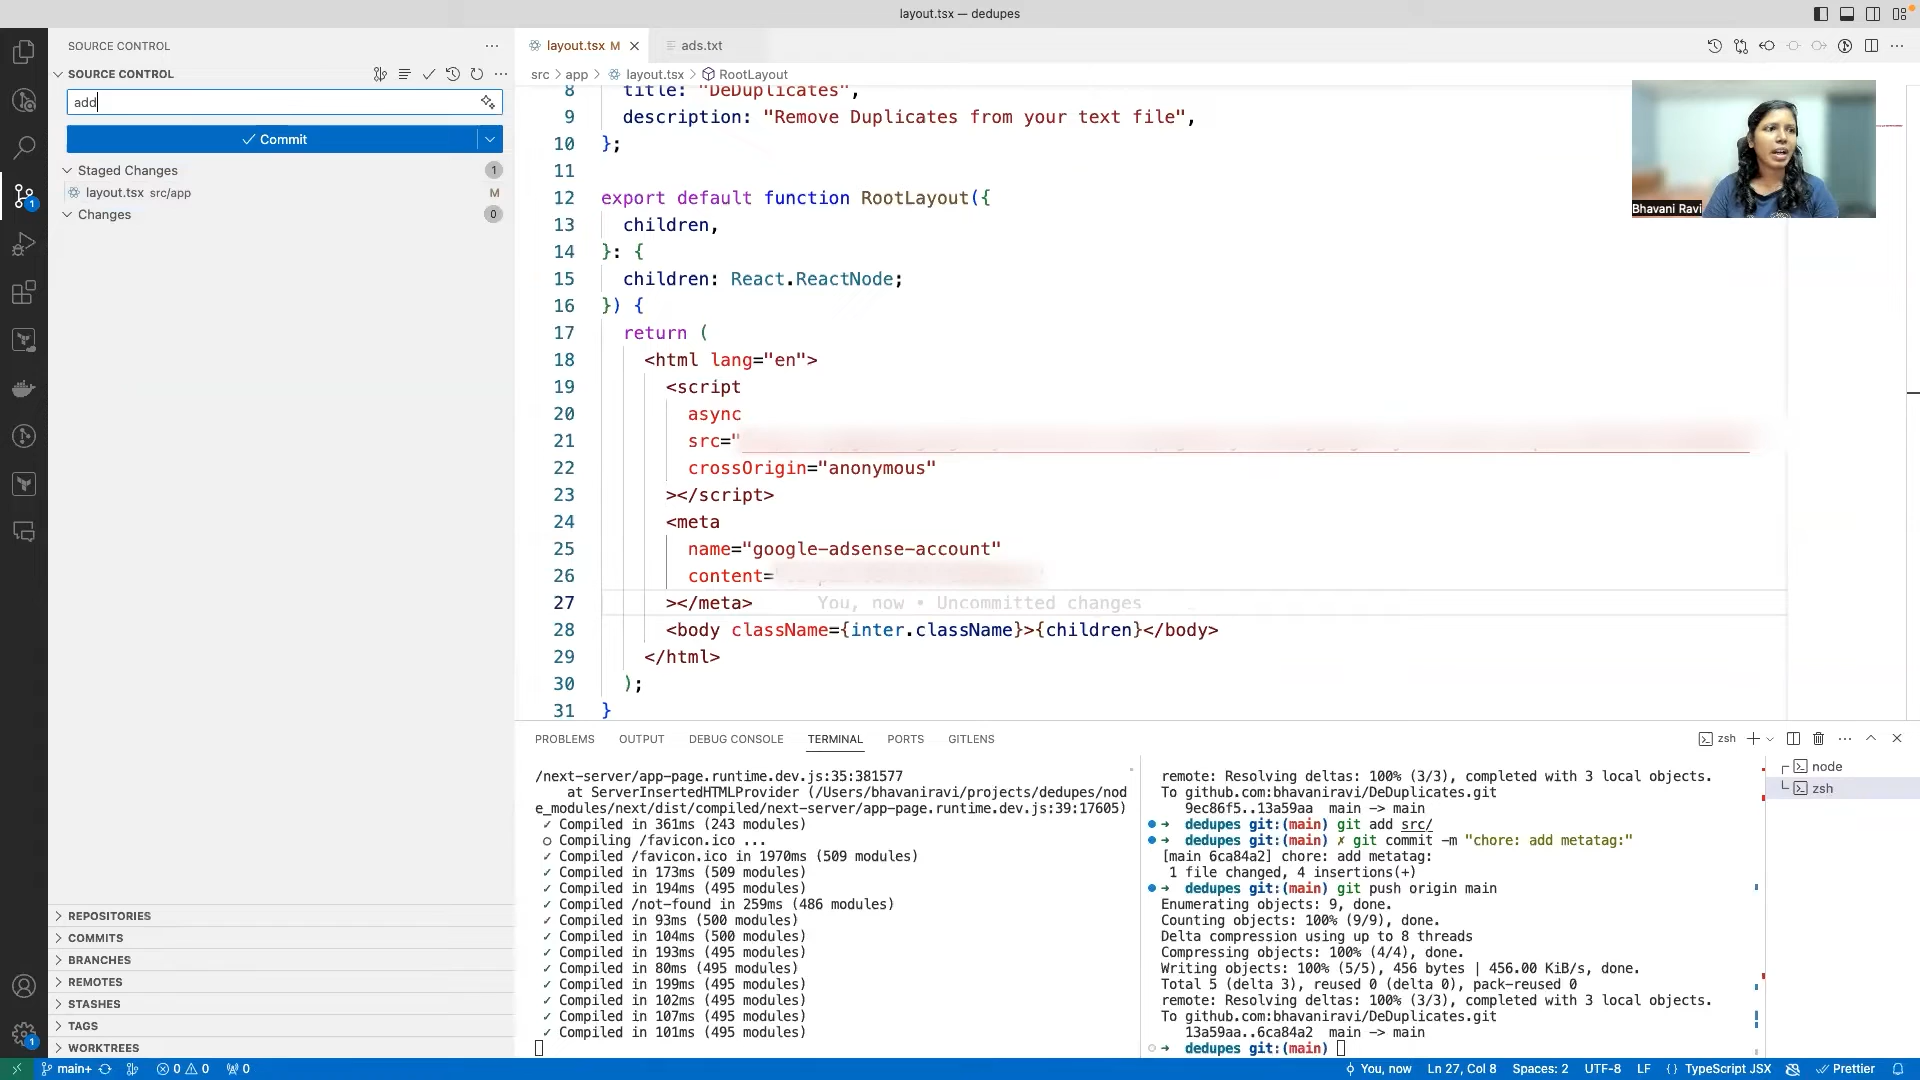 layout.tsx — dedupes
SOURCE CONTROL
SOURCE CONTROL
add
Commit
Staged Changes 1
layout.tsx src/app M
Changes 0
REPOSITORIES
COMMITS
BRANCHES
REMOTES
STASHES
TAGS
WORKTREES
1
1
layout.tsx M
ads.txt
src > app > layout.tsx > RootLayout
8 title: "DeDuplicates",
9 description: "Remove Duplicates from your text file",
10 };
11
12 export default function RootLayout({
13 children,
14 }: {
15 children: React.ReactNode;
16 }) {
17 return (
18 <html lang="en">
19 <script
20 async
21 src="
22 crossOrigin="anonymous"
23 ></script>
24 <meta
25 name="google-adsense-account"
26 content=
27 ></meta> You, now • Uncommitted changes
28 <body className={inter.className}>{children}</body>
29 </html>
30 );
31 }
Bhavani Ravi
PROBLEMS OUTPUT DEBUG CONSOLE TERMINAL PORTS GITLENS
zsh
/next-server/app-page.runtime.dev.js:35:381577
at ServerInsertedHTMLProvider (/Users/bhavaniravi/projects/dedupes/nod
e_modules/next/dist/compiled/next-server/app-page.runtime.dev.js:39:17605)
✓ Compiled in 361ms (243 modules)
○ Compiling /favicon.ico ...
✓ Compiled /favicon.ico in 1970ms (509 modules)
✓ Compiled in 173ms (509 modules)
✓ Compiled in 194ms (495 modules)
✓ Compiled /not-found in 259ms (486 modules)
✓ Compiled in 93ms (500 modules)
✓ Compiled in 104ms (500 modules)
✓ Compiled in 193ms (495 modules)
✓ Compiled in 80ms (495 modules)
✓ Compiled in 199ms (495 modules)
✓ Compiled in 102ms (495 modules)
✓ Compiled in 107ms (495 modules)
✓ Compiled in 101ms (495 modules)
remote: Resolving deltas: 100% (3/3), completed with 3 local objects.
To github.com:bhavaniravi/DeDuplicates.git
9ec86f5..13a59aa main -> main
➜ dedupes git:(main) git add src/
➜ dedupes git:(main) ✗ git commit -m "chore: add metatag:"
[main 6ca84a2] chore: add metatag:
1 file changed, 4 insertions(+)
➜ dedupes git:(main) git push origin main
Enumerating objects: 9, done.
Counting objects: 100% (9/9), done.
Delta compression using up to 8 threads
Compressing objects: 100% (4/4), done.
Writing objects: 100% (5/5), 456 bytes | 456.00 KiB/s, done.
Total 5 (delta 3), reused 0 (delta 0), pack-reused 0
remote: Resolving deltas: 100% (3/3), completed with 3 local objects.
To github.com:bhavaniravi/DeDuplicates.git
13a59aa..6ca84a2 main -> main
➜ dedupes git:(main)
node
zsh
main+ 0 0 0 You, now Ln 27, Col 8 Spaces: 2 UTF-8 LF { } TypeScript JSX Prettier